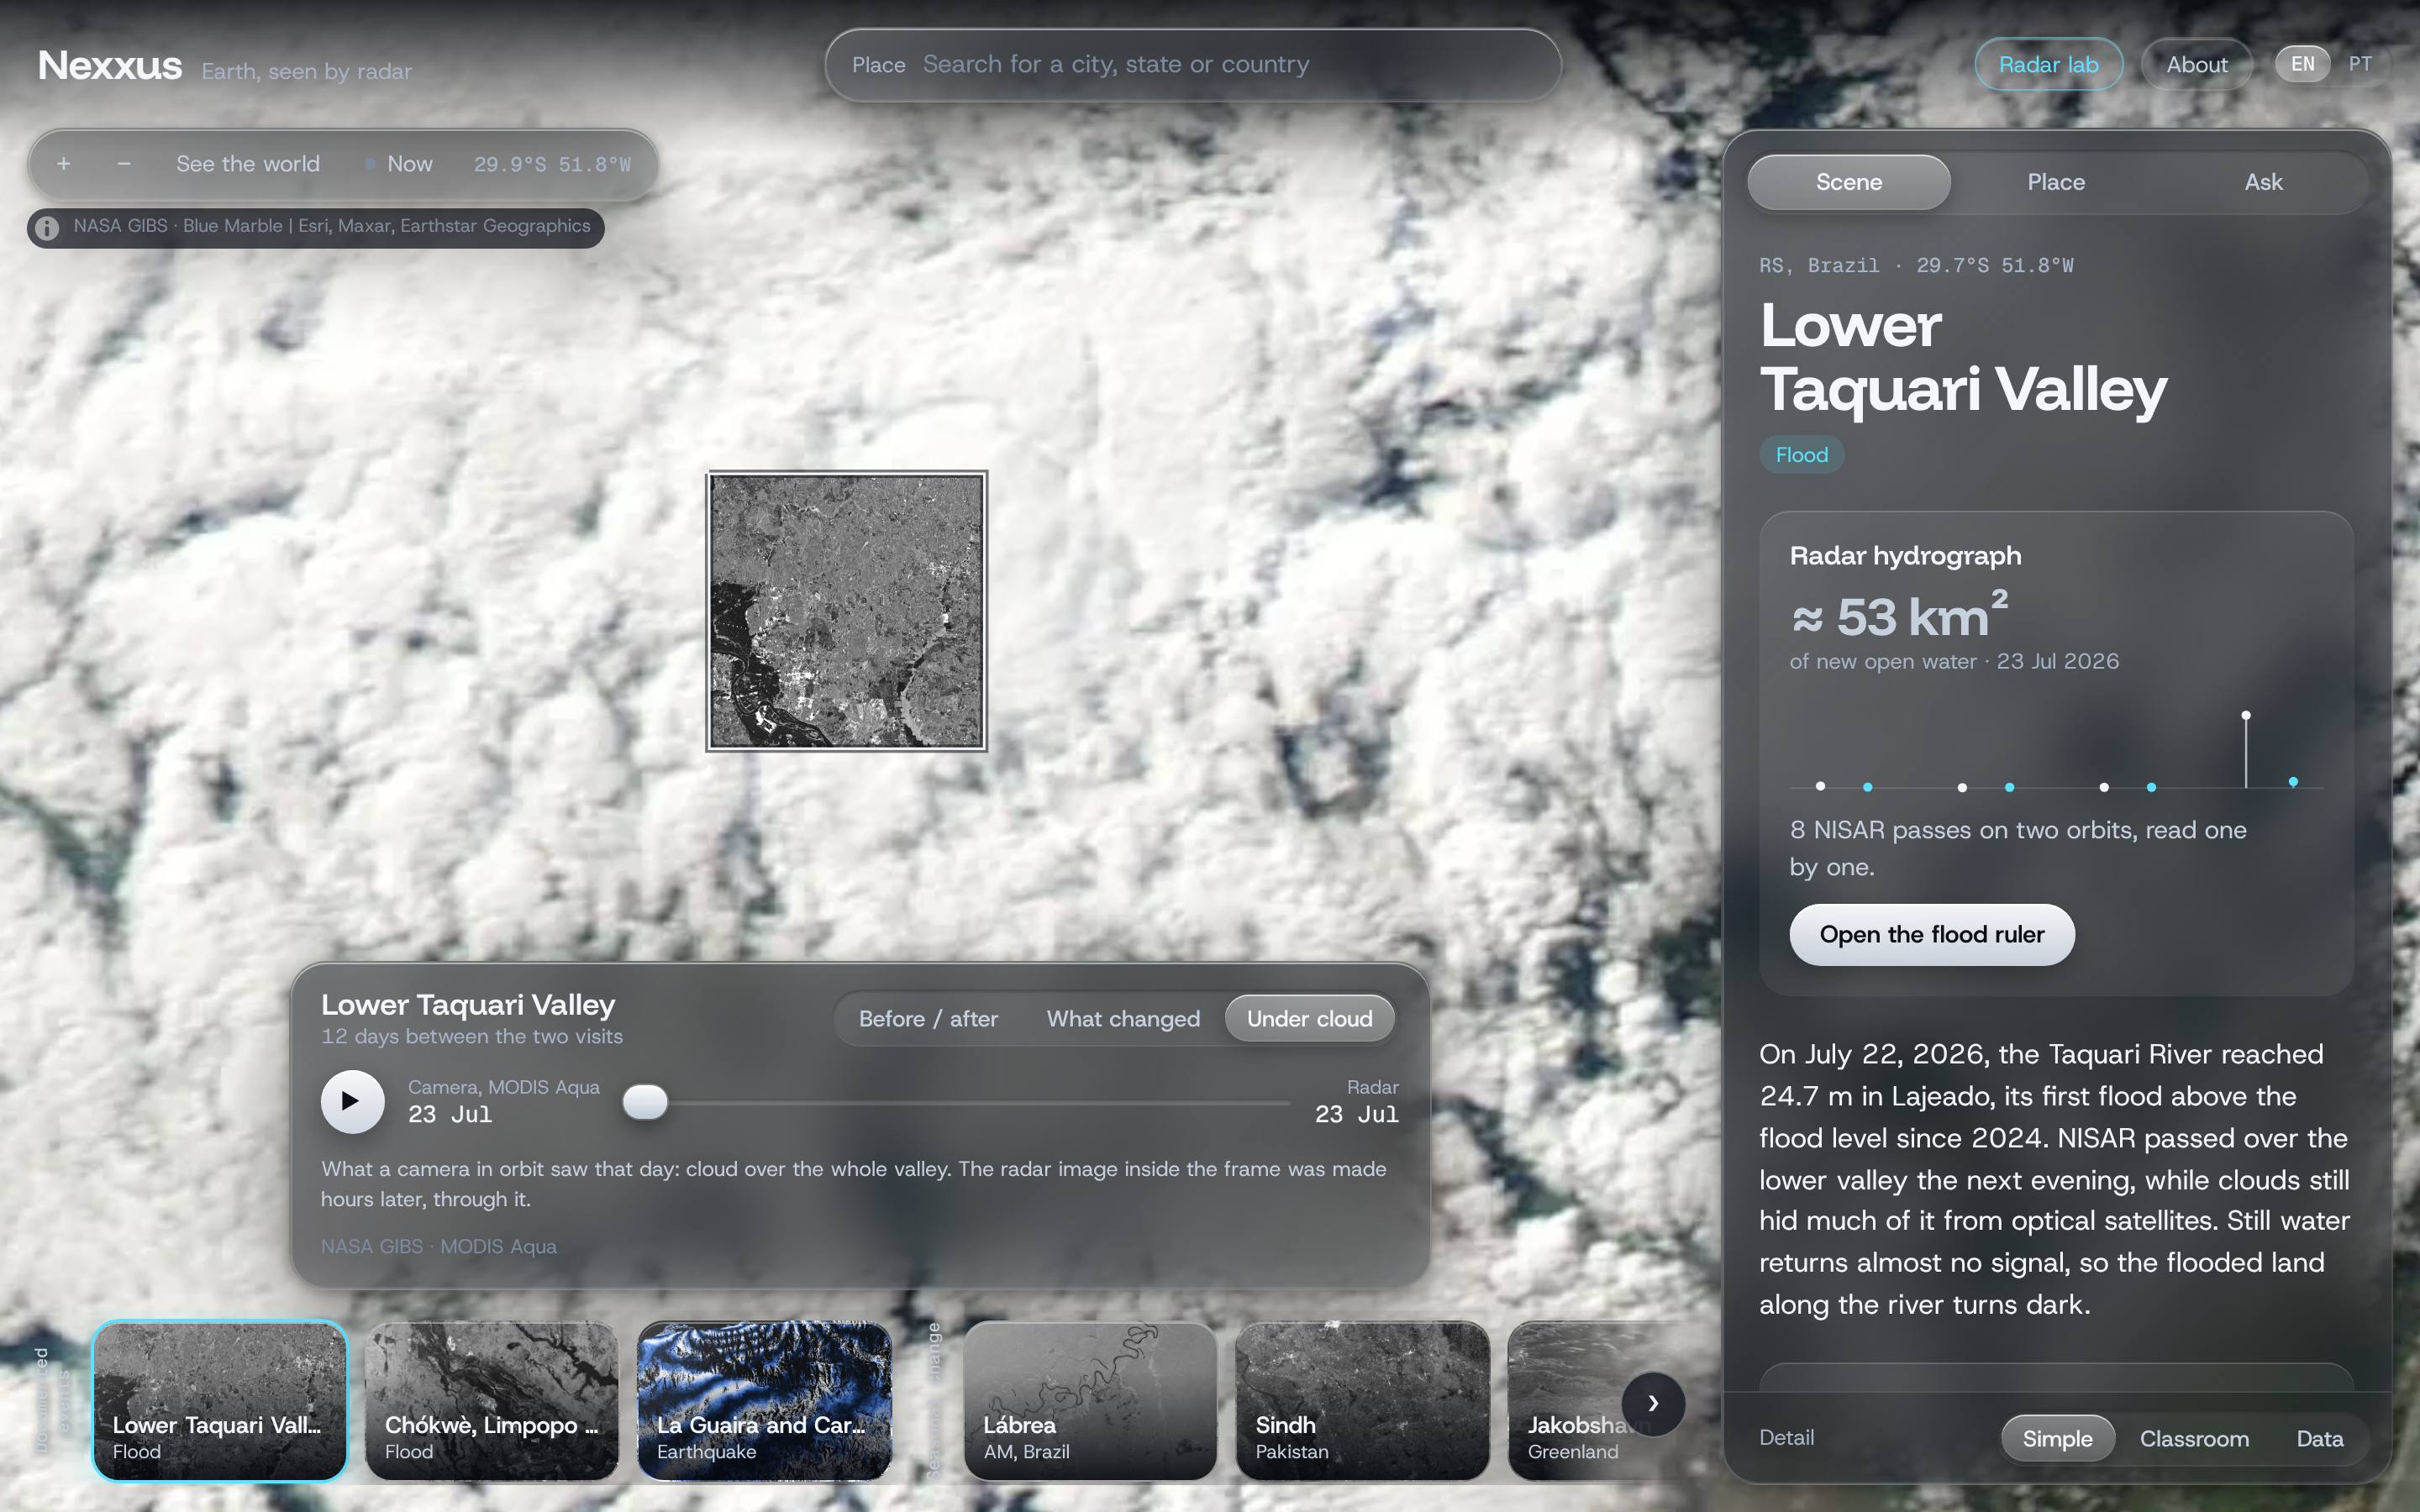 Nexxus Earth, seen by radar
Place Search for a city, state or country
Radar lab About EN PT
+ − See the world Now 29.9°S 51.8°W
NASA GIBS · Blue Marble | Esri, Maxar, Earthstar Geographics
Scene Place Ask
RS, Brazil · 29.7°S 51.8°W
Lower
Taquari Valley
Flood
Radar hydrograph
≈ 53 km²
of new open water · 23 Jul 2026
8 NISAR passes on two orbits, read one
by one.
Open the flood ruler
On July 22, 2026, the Taquari River reached
24.7 m in Lajeado, its first flood above the
flood level since 2024. NISAR passed over the
lower valley the next evening, while clouds still
hid much of it from optical satellites. Still water
returns almost no signal, so the flooded land
along the river turns dark.
Detail Simple Classroom Data
Lower Taquari Valley
12 days between the two visits
Before / after What changed Under cloud
Camera, MODIS Aqua
23 Jul
Radar
23 Jul
What a camera in orbit saw that day: cloud over the whole valley. The radar image inside the frame was made
hours later, through it.
NASA GIBS · MODIS Aqua
Documented
events
Lower Taquari Vall...
Flood
Chókwè, Limpopo ...
Flood
La Guaira and Car...
Earthquake
change
Lábrea
AM, Brazil
Sindh
Pakistan
Jakobshavn
Greenland